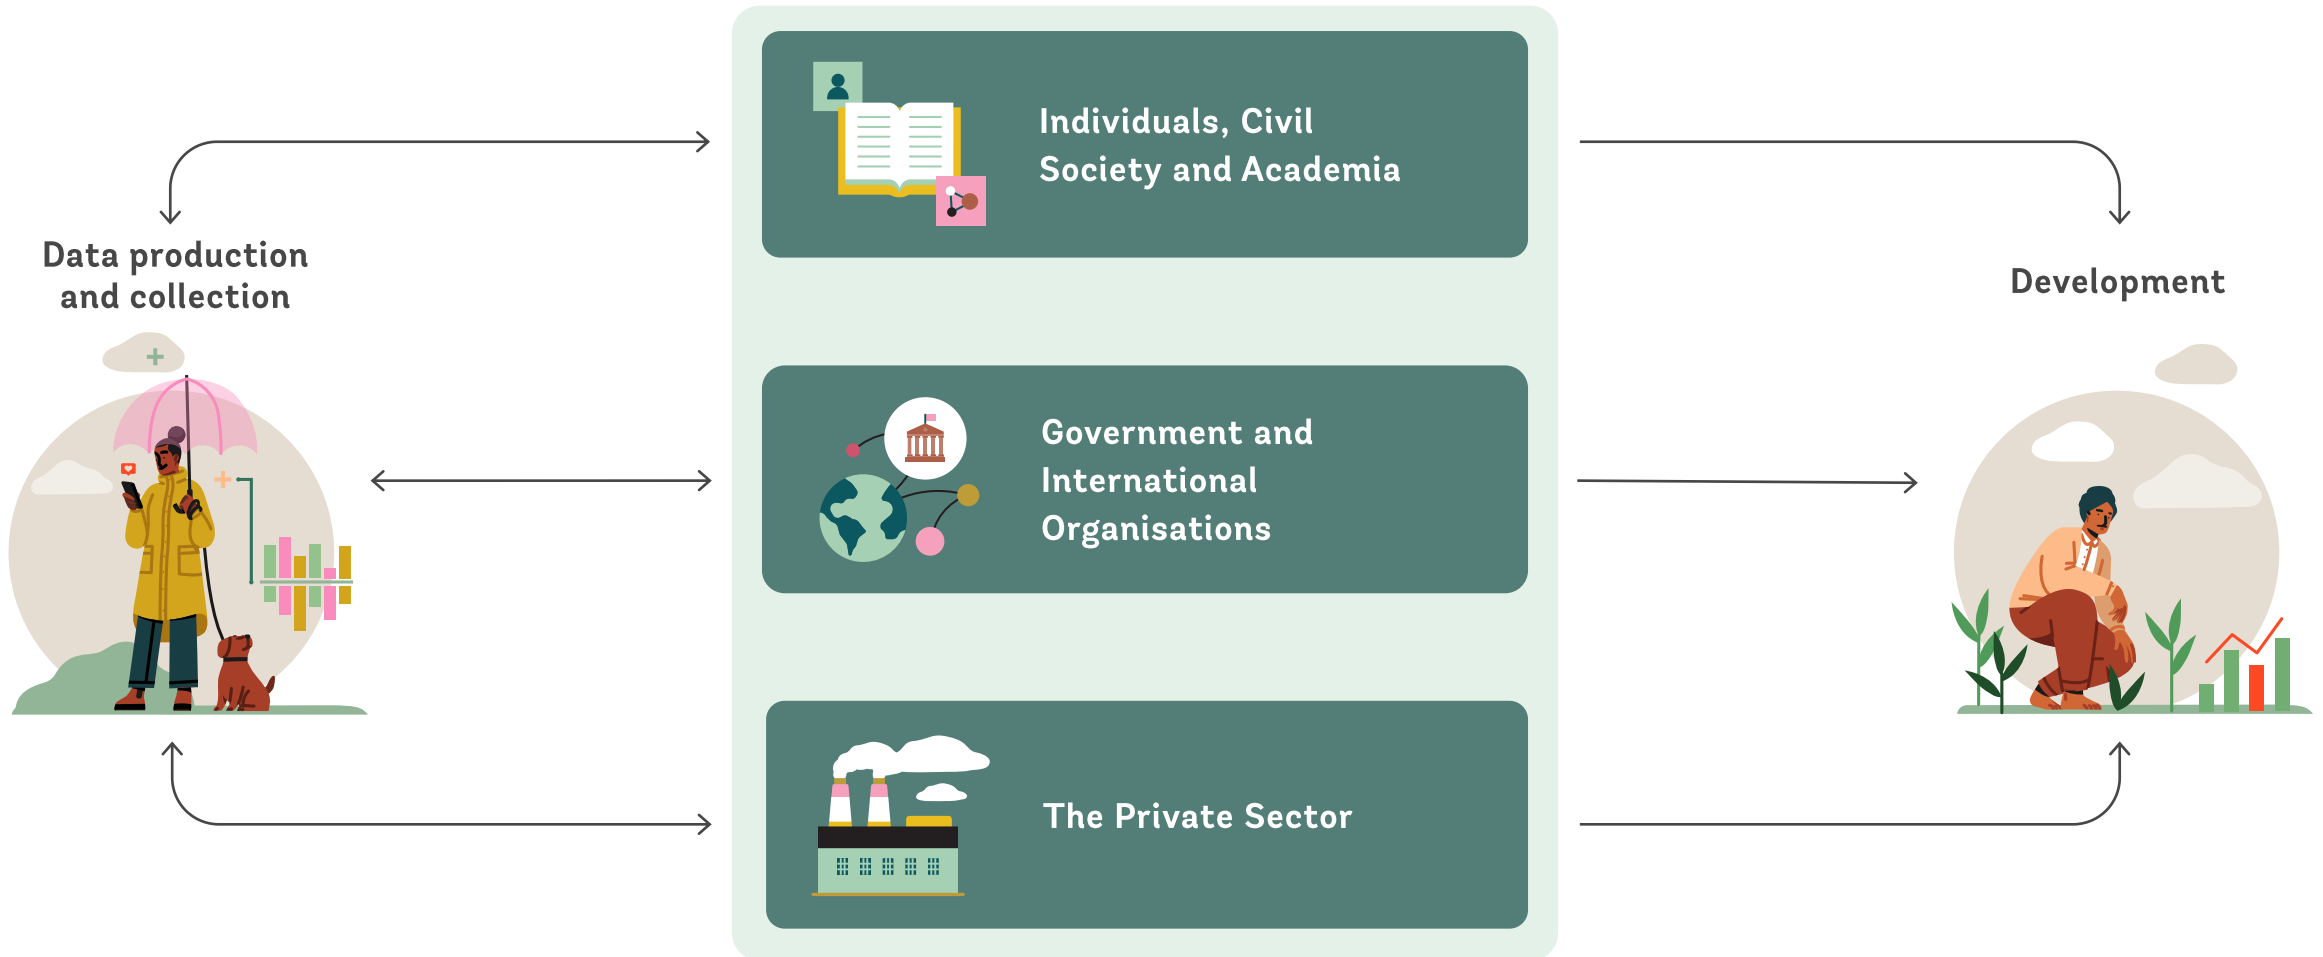 Individuals, Civil
Society and Academia
Data production
and collection
Development
Government and
International
Organisations
The Private Sector